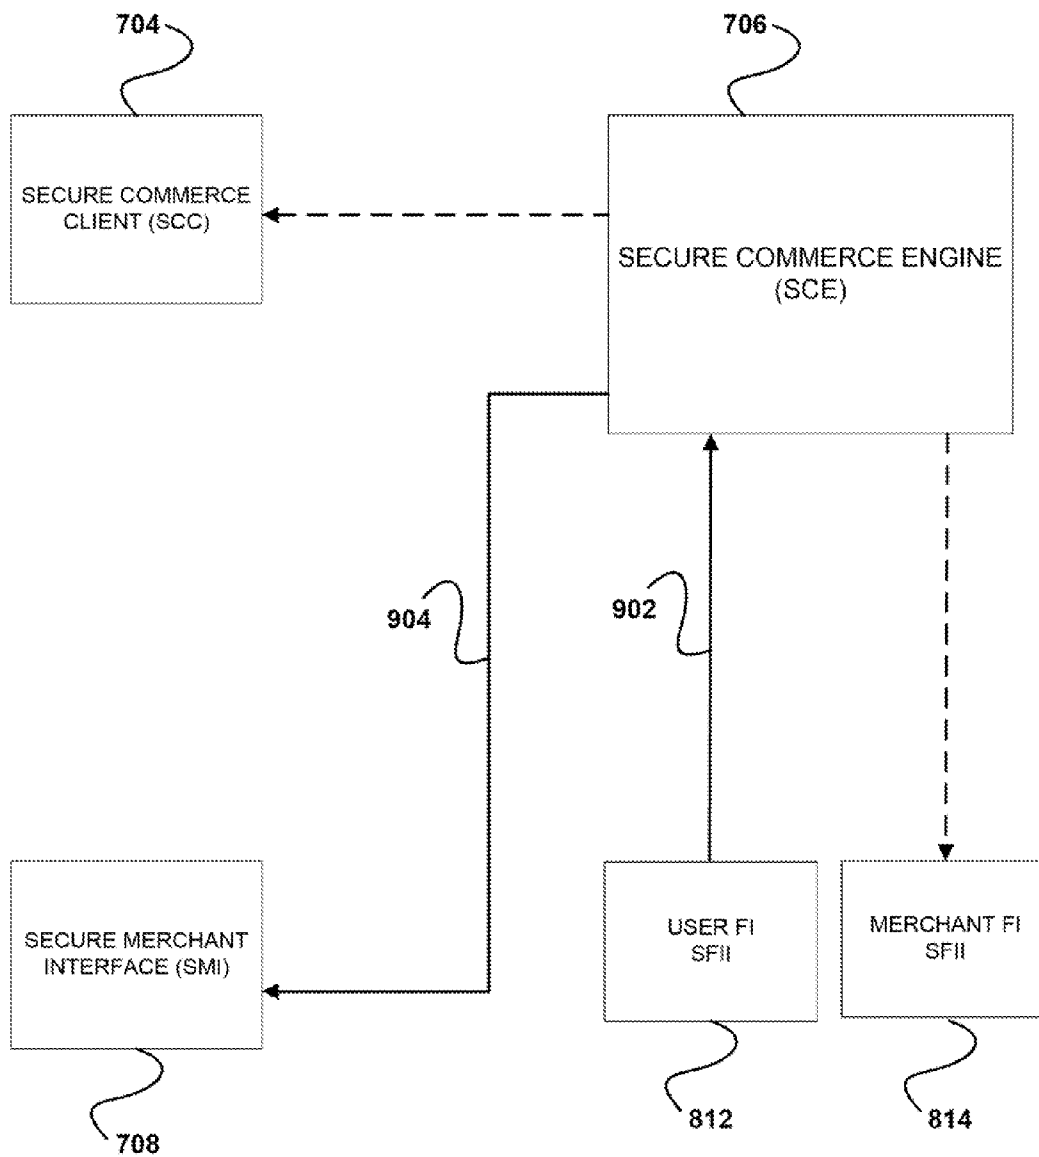 704
706
SECURE COMMERCE
CLIENT (SCC)
SECURE COMMERCE ENGINE
(SCE)
904
902
SECURE MERCHANT
INTERFACE (SMI)
USER FI
SFII
MERCHANT FI
SFII
708
812
814